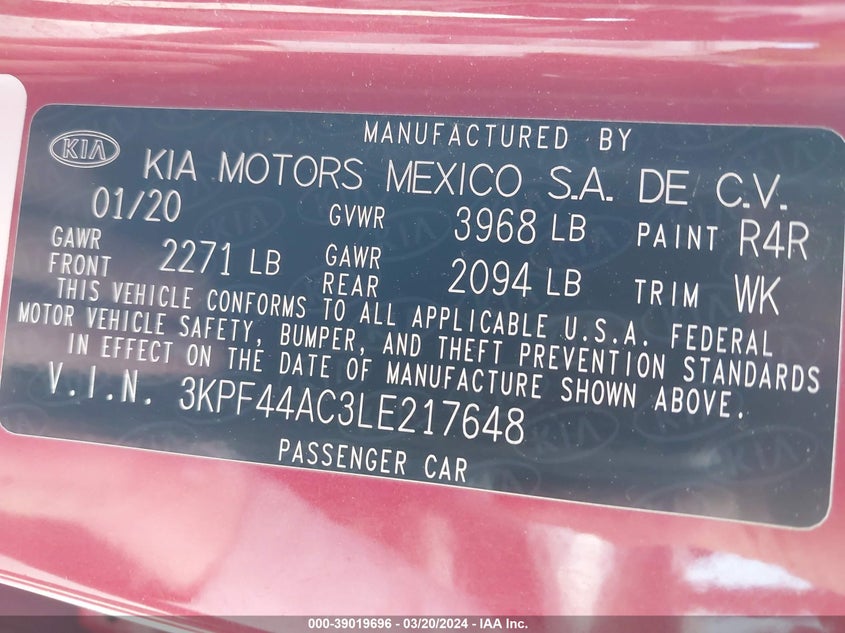 MANUFACTURED BY
KIA KIA MOTORS MEXICO S.A. DE C.V.
01/20 GVWR 3968 LB PAINT R4R
GAWR FRONT 2271 LB GAWR REAR 2094 LB TRIM WK
THIS VEHICLE CONFORMS TO ALL APPLICABLE U.S.A. FEDERAL
MOTOR VEHICLE SAFETY, BUMPER, AND THEFT PREVENTION STANDARDS
IN EFFECT ON THE DATE OF MANUFACTURE SHOWN ABOVE.
V.I.N. 3KPF44AC3LE217648
PASSENGER CAR
000-39019696 - 03/20/2024 - IAA Inc.